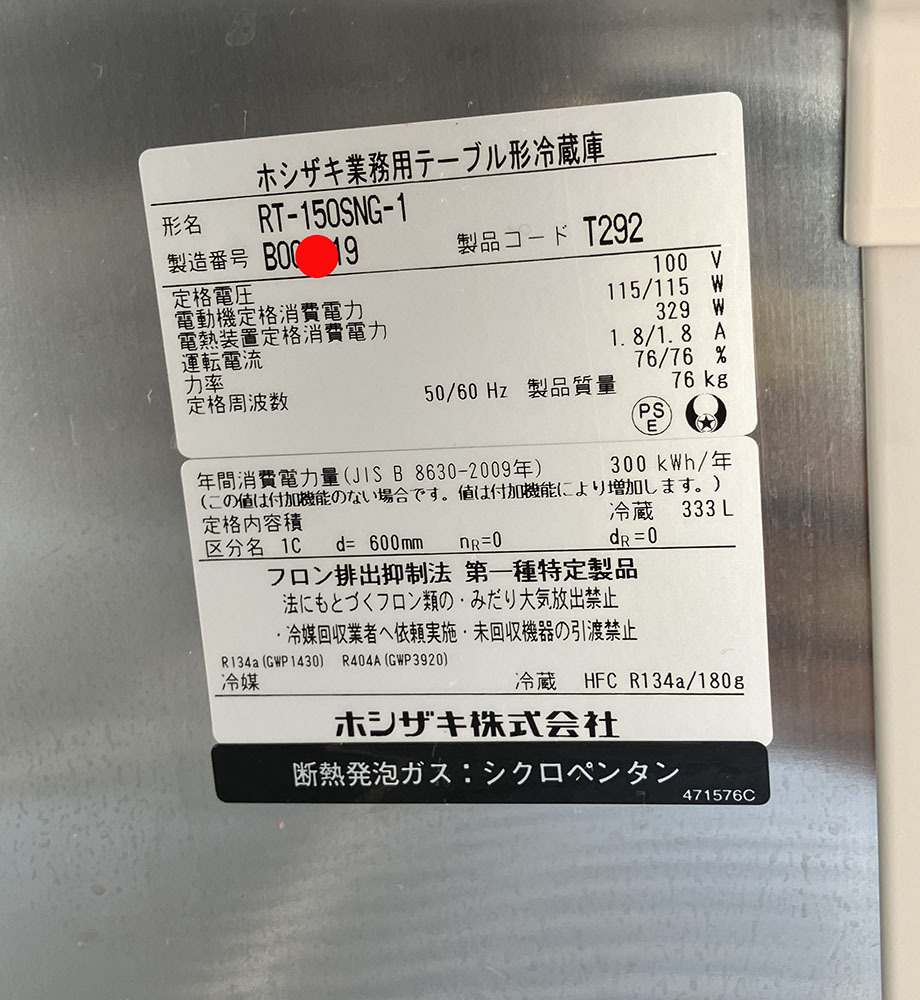 ホシザキ業務用テーブル形冷蔵庫
形名 RT-150SNG-1
製造番号 B00 19 製品コード T292
定格電圧 100 V
電動機定格消費電力 115/115 W
電熱装置定格消費電力 329 W
運転電流 1.8/1.8 A
力率 76/76 %
定格周波数 50/60 Hz 製品質量 76 kg
PS
E
年間消費電力量(JIS B 8630-2009年) 300 kWh/年
(この値は付加機能のない場合です。値は付加機能により増加します。)
定格内容積 冷蔵 333 L
区分名 1C d= 600mm nR=0 dR=0
フロン排出抑制法 第一種特定製品
法にもとづくフロン類の・みだり大気放出禁止
・冷媒回収業者へ依頼実施・未回収機器の引渡禁止
R134a(GWP1430) R404A(GWP3920)
冷媒 冷蔵 HFC R134a/180g
ホシザキ株式会社
断熱発泡ガス：シクロペンタン
471576C